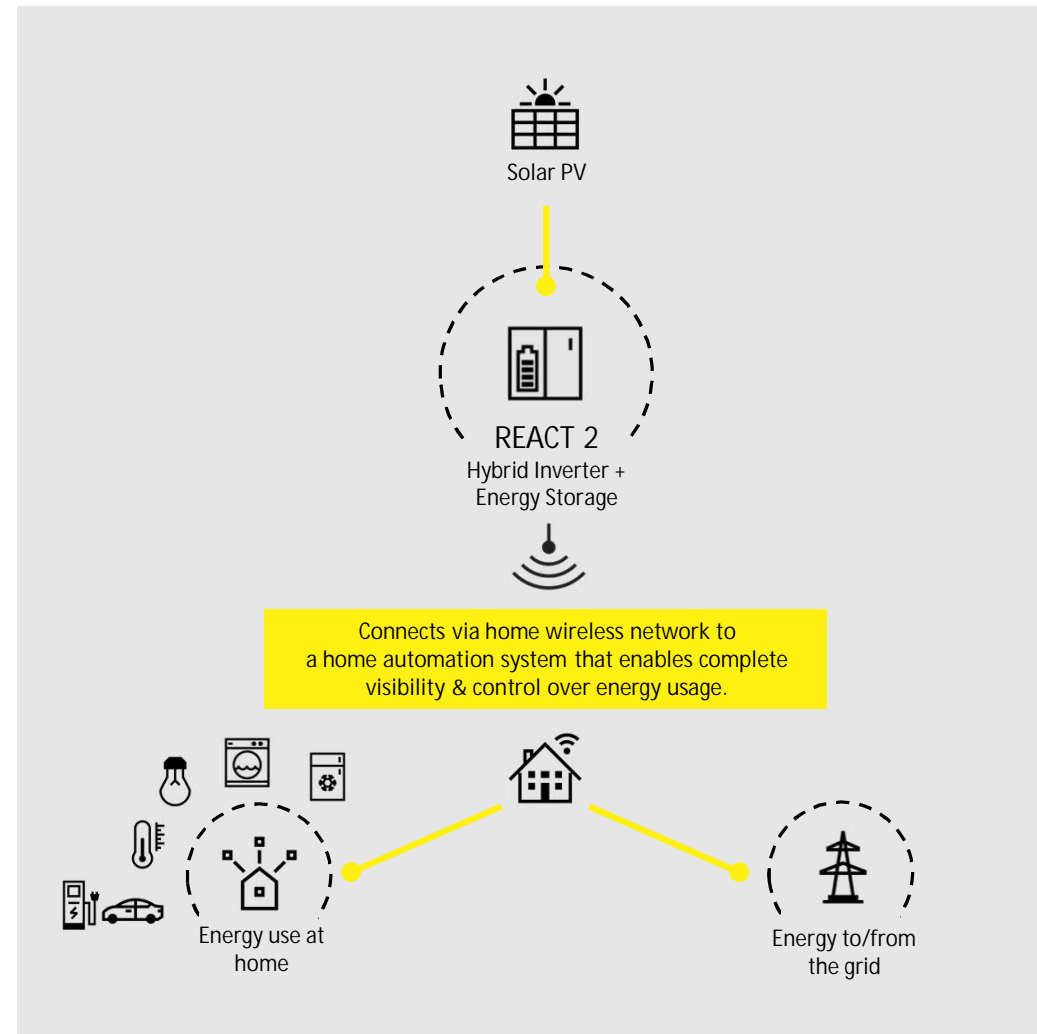 Solar PV
REACT 2
Hybrid Inverter +
Energy Storage
Connects via home wireless network to
a home automation system that enables complete
visibility & control over energy usage.
Energy use at
home
Energy to/from
the grid